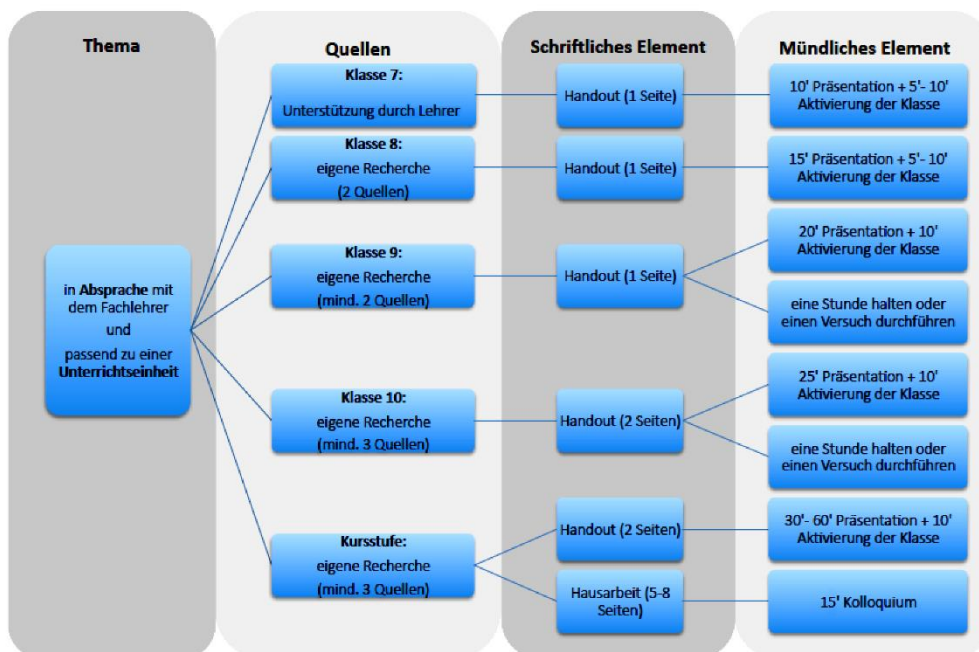 Thema
in Absprache mit
dem Fachlehrer
und
passend zu einer
Unterrichtseinheit
Quellen
Klasse 7:
Unterstützung durch Lehrer
Klasse 8:
eigene Recherche
(2 Quellen)
Klasse 9:
eigene Recherche
(mind. 2 Quellen)
Klasse 10:
eigene Recherche
(mind. 3 Quellen)
Kursstufe:
eigene Recherche
(mind. 3 Quellen)
Schriftliches Element
Handout (1 Seite)
Handout (1 Seite)
Handout (1 Seite)
Handout (2 Seiten)
Handout (2 Seiten)
Hausarbeit (5-8
Seiten)
Mündliches Element
10' Präsentation + 5'- 10'
Aktivierung der Klasse
15' Präsentation + 5'- 10'
Aktivierung der Klasse
20' Präsentation + 10'
Aktivierung der Klasse
eine Stunde halten oder
einen Versuch durchführen
25' Präsentation + 10'
Aktivierung der Klasse
eine Stunde halten oder
einen Versuch durchführen
30'- 60' Präsentation + 10'
Aktivierung der Klasse
15' Kolloquium